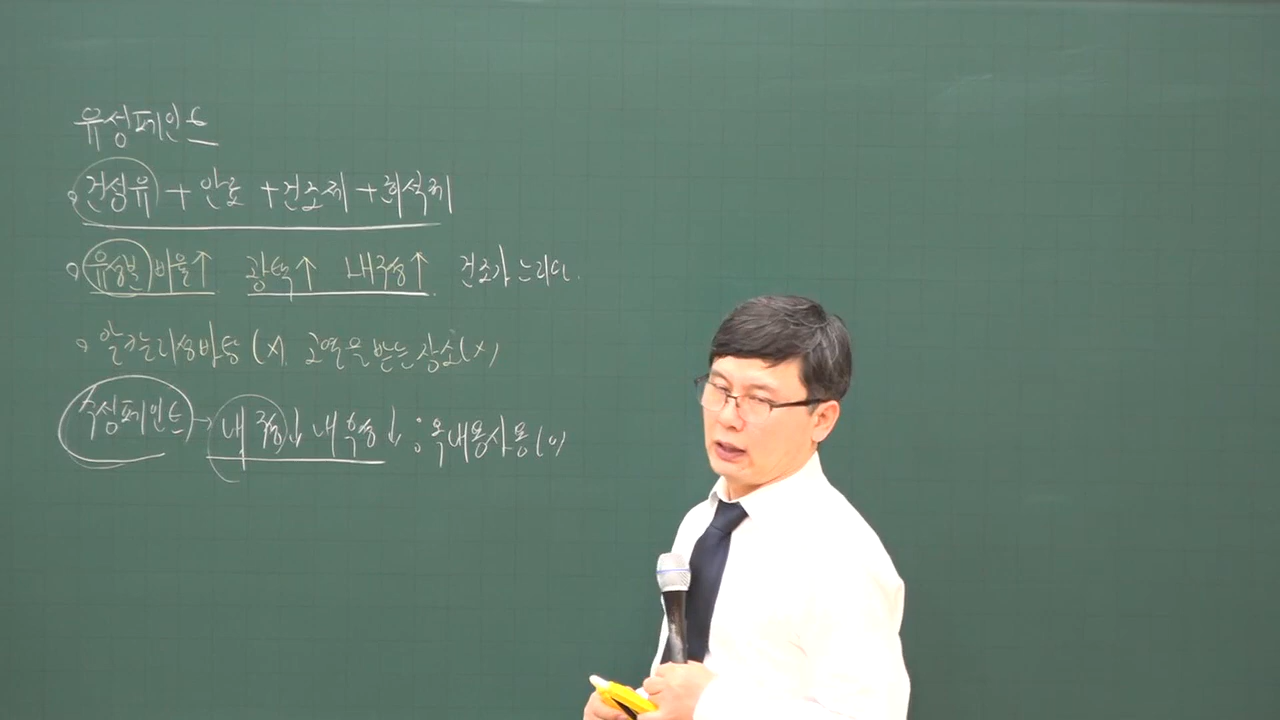 유성페인트
건성유 + 안료 + 건조제 + 희석제
유성분 비율↑ 광택↑ 내구성↑ 건조가 느리다.
알칼리성바탕(x) 고열을 받는 장소(x)
수성페인트 → 내구성↓ 내후성↓ : 옥내용사용(o)